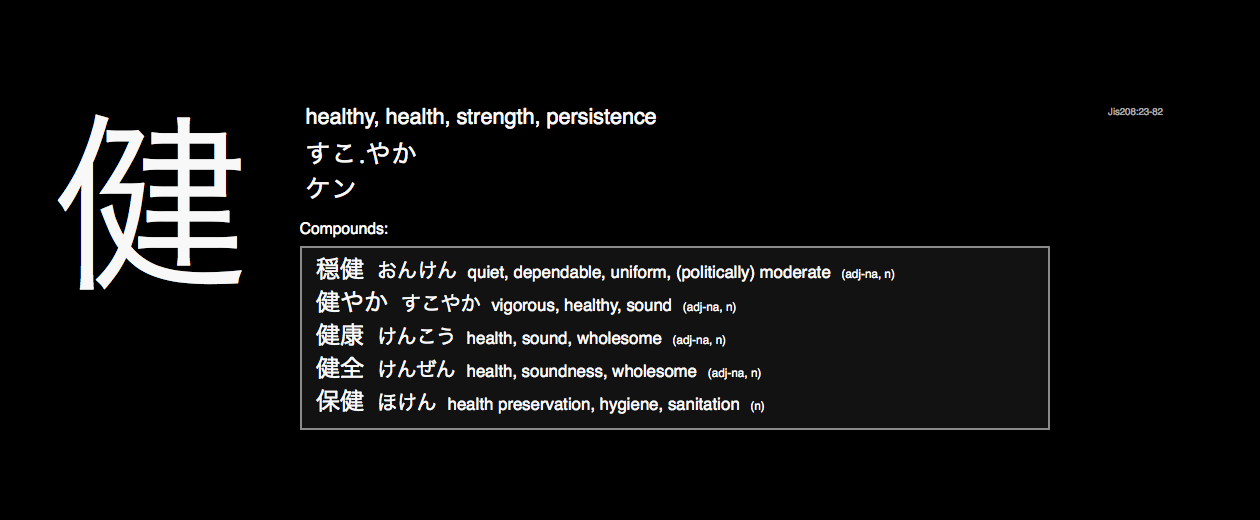 健
healthy, health, strength, persistence
Jis208:23-82
すこ.やか
ケン
Compounds:
穏健 おんけん quiet, dependable, uniform, (politically) moderate (adj-na, n)
健やか すこやか vigorous, healthy, sound (adj-na, n)
健康 けんこう health, sound, wholesome (adj-na, n)
健全 けんぜん health, soundness, wholesome (adj-na, n)
保健 ほけん health preservation, hygiene, sanitation (n)